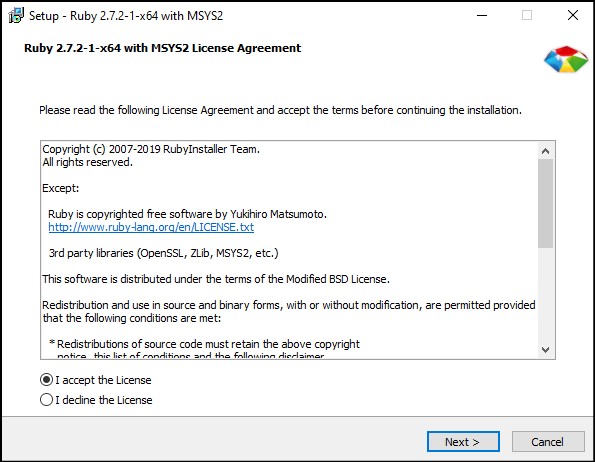 Setup - Ruby 2.7.2-1-x64 with MSYS2
Ruby 2.7.2-1-x64 with MSYS2 License Agreement
Please read the following License Agreement and accept the terms before continuing the installation.
Copyright (c) 2007-2019 RubyInstaller Team.
All rights reserved.
Except:
Ruby is copyrighted free software by Yukihiro Matsumoto.
http://www.ruby-lang.org/en/LICENSE.txt
3rd party libraries (OpenSSL, ZLib, MSYS2, etc.)
This software is distributed under the terms of the Modified BSD License.
Redistribution and use in source and binary forms, with or without modification, are permitted provided
that the following conditions are met:
* Redistributions of source code must retain the above copyright
notice, this list of conditions and the following disclaimer.
I accept the License
I decline the License
Next >
Cancel